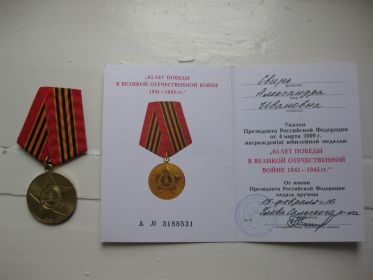 "65 ЛЕТ ПОБЕДЫ
В ВЕЛИКОЙ ОТЕЧЕСТВЕННОЙ ВОЙНЕ
1941 – 1945 гг."
А № 3188531
Александра
Ивановна
Указом
Президента Российской Федерации
от 4 марта 2009 г.
награжден(а) юбилейной медалью
"65 ЛЕТ ПОБЕДЫ
В ВЕЛИКОЙ ОТЕЧЕСТВЕННОЙ
ВОЙНЕ 1941 – 1945 гг."
От имени
Президента Российской Федерации
медаль вручена